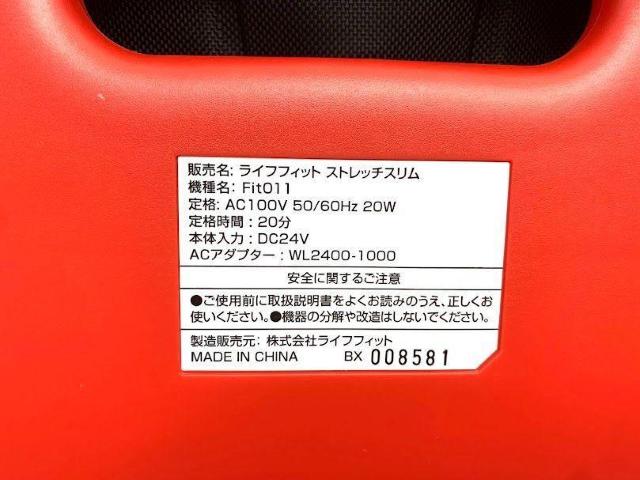 販売名: ライフフィット ストレッチスリム
機種名: Fit011
定格: AC100V 50/60Hz 20W
定格時間 : 20分
本体入力 : DC24V
ACアダプター : WL2400-1000
安全に関するご注意
●ご使用前に取扱説明書をよくお読みのうえ、正しくお
使いください。●機器の分解や改造はしないでください。
製造販売元: 株式会社ライフフィット
MADE IN CHINA BX 008581